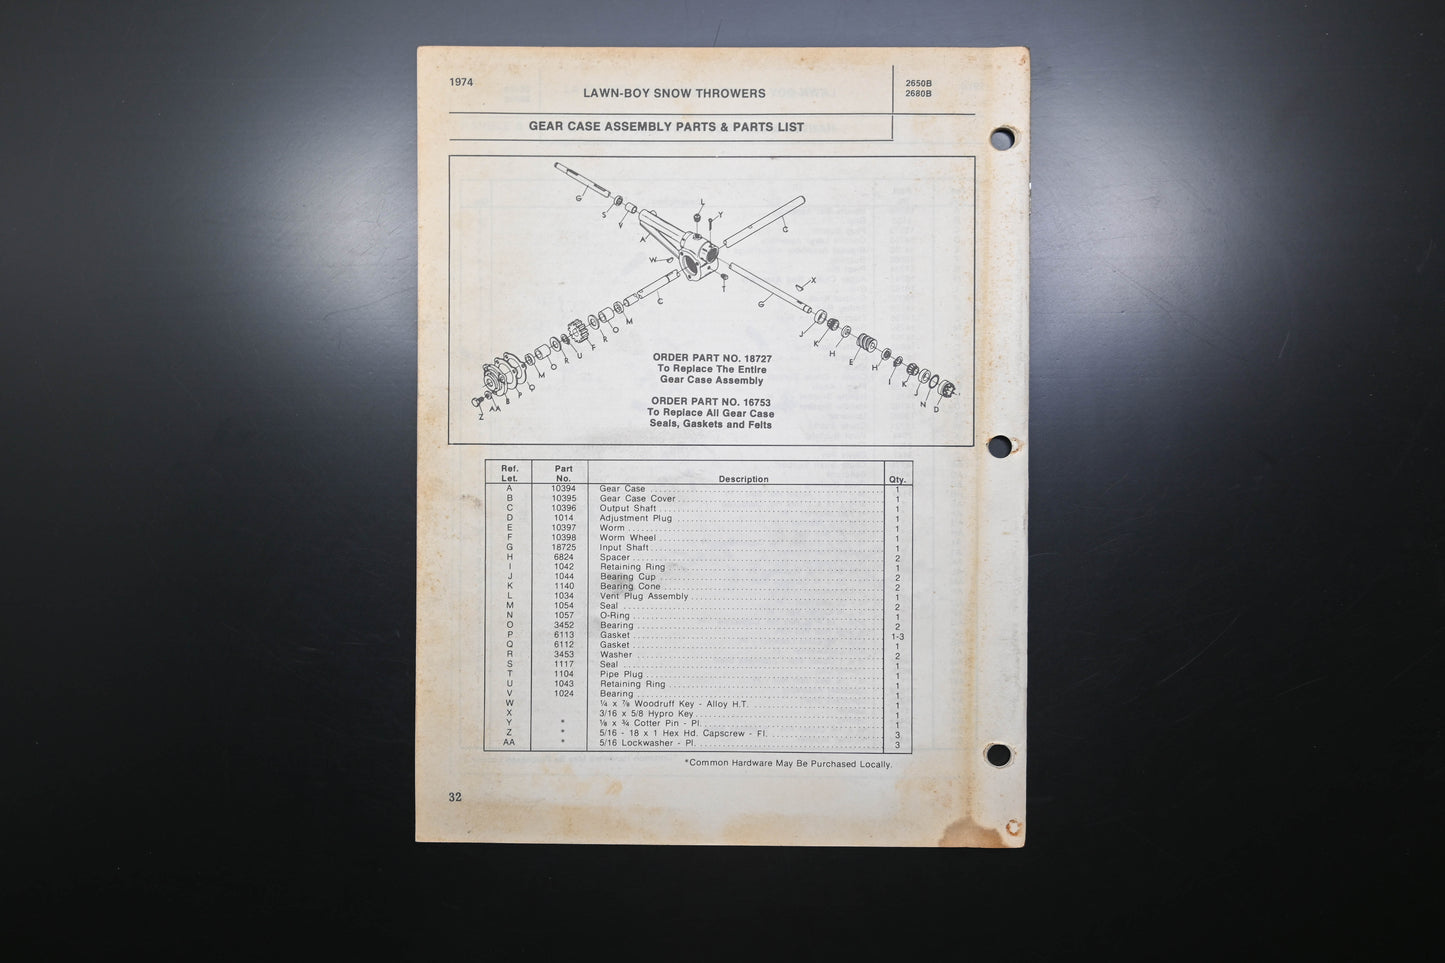 1974
LAWN-BOY SNOW THROWERS
2650B
2680B
GEAR CASE ASSEMBLY PARTS & PARTS LIST
G
S
V
A
L
Y
G
W
T
C
G
X
M
O
R
F
U
R
O
M
Q
P
B
AA
Z
J
K
H
E
H
I
K
J
N
D
ORDER PART NO. 18727
To Replace The Entire
Gear Case Assembly
ORDER PART NO. 16753
To Replace All Gear Case
Seals, Gaskets and Felts
Ref. Let. Part No. Description Qty.
A 10394 Gear Case 1
B 10395 Gear Case Cover 1
C 10396 Output Shaft 1
D 1014 Adjustment Plug 1
E 10397 Worm 1
F 10398 Worm Wheel 1
G 18725 Input Shaft 1
H 6824 Spacer 2
I 1042 Retaining Ring 1
J 1044 Bearing Cup 2
K 1140 Bearing Cone 2
L 1034 Vent Plug Assembly 1
M 1054 Seal 2
N 1057 O-Ring 1
O 3452 Bearing 2
P 6113 Gasket 1-3
Q 6112 Gasket 1
R 3453 Washer 2
S 1117 Seal 1
T 1104 Pipe Plug 1
U 1043 Retaining Ring 1
V 1024 Bearing 1
W ¼ x ⅞ Woodruff Key - Alloy H.T. 1
X 3/16 x 5/8 Hypro Key 1
Y * ⅛ x ¾ Cotter Pin - Pl. 1
Z * 5/16 - 18 x 1 Hex Hd. Capscrew - Fl. 3
AA * 5/16 Lockwasher - Pl. 3
*Common Hardware May Be Purchased Locally.
32